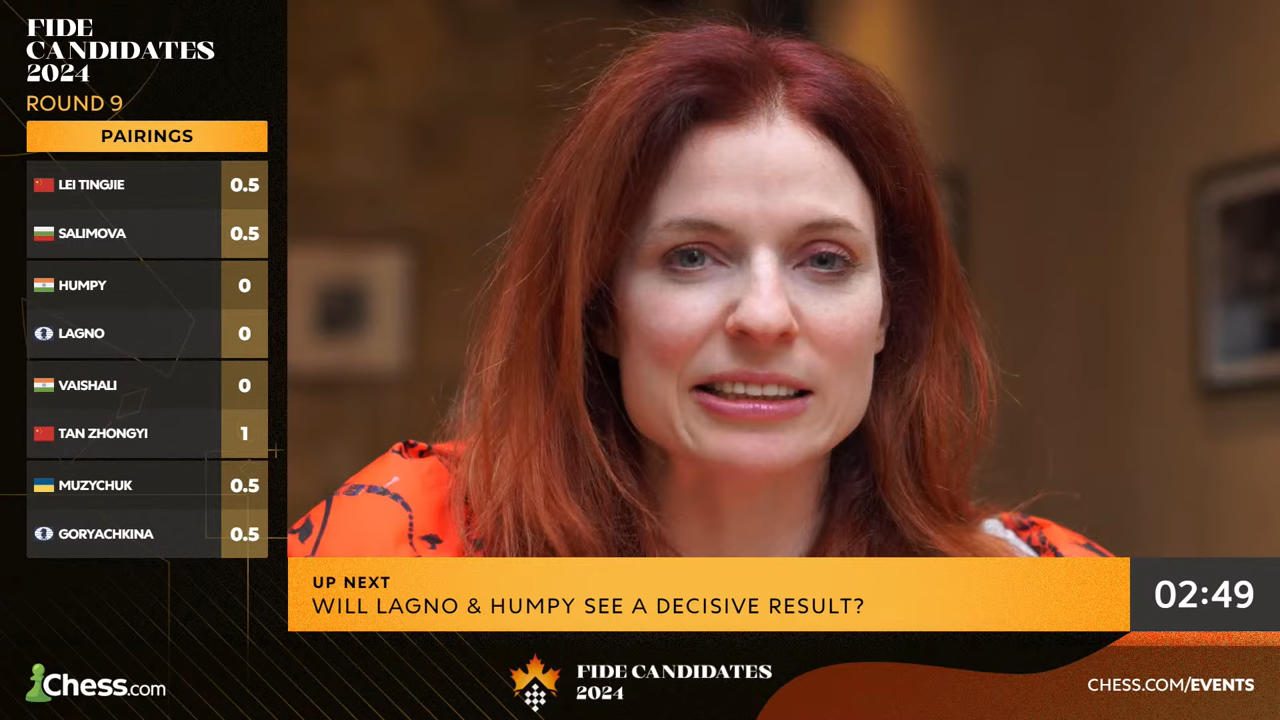 FIDE
CANDIDATES
2024
ROUND 9
PAIRINGS
LEI TINGJIE 0.5
SALIMOVA 0.5
HUMPY 0
LAGNO 0
VAISHALI 0
TAN ZHONGYI 1
MUZYCHUK 0.5
GORYACHKINA 0.5
UP NEXT
WILL LAGNO & HUMPY SEE A DECISIVE RESULT?
02:49
Chess.com
FIDE CANDIDATES
2024
CHESS.COM/EVENTS